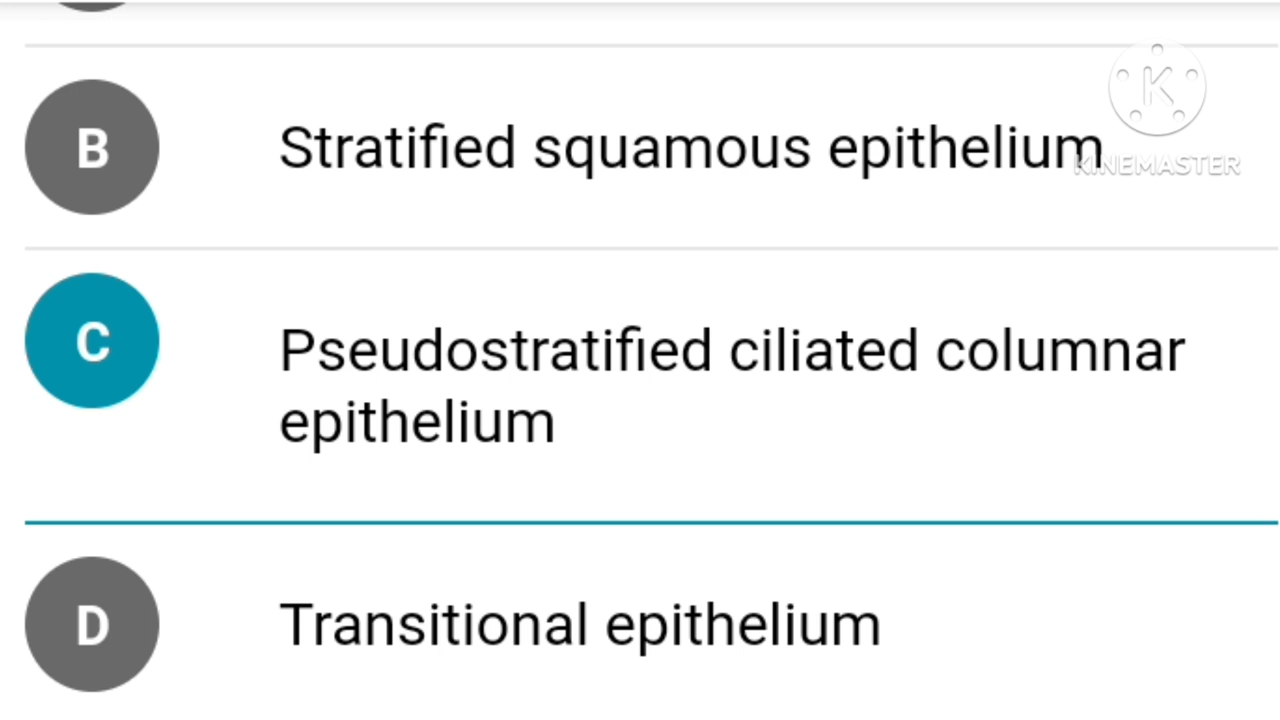 B
Stratified squamous epithelium
K
KINEMASTER
C
Pseudostratified ciliated columnar
epithelium
D
Transitional epithelium